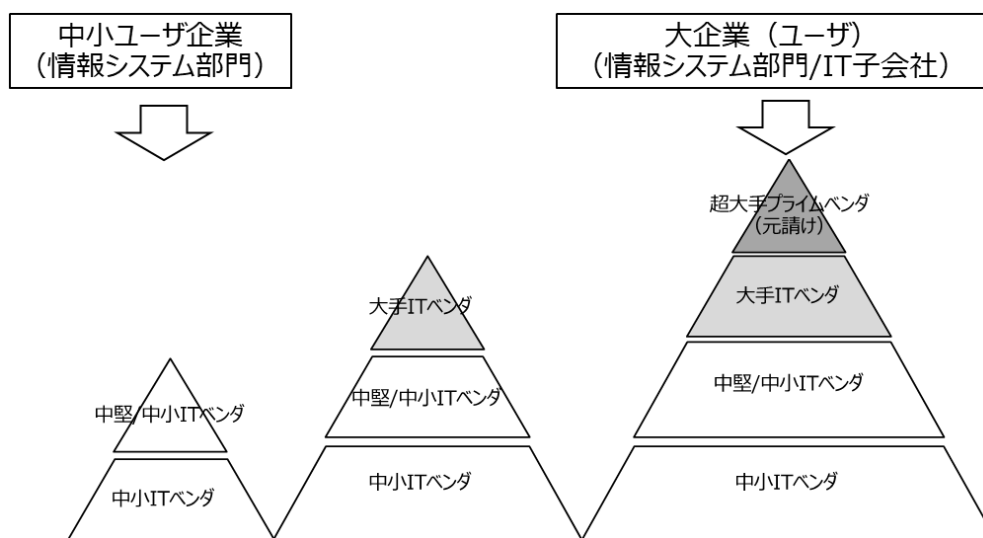 中小ユーザ企業
（情報システム部門）
大企業（ユーザ）
（情報システム部門/IT子会社）
超大手プライムベンダ
（元請け）
大手ITベンダ
大手ITベンダ
中堅/中小ITベンダ
中堅/中小ITベンダ
中堅/中小ITベンダ
中小ITベンダ
中小ITベンダ
中小ITベンダ